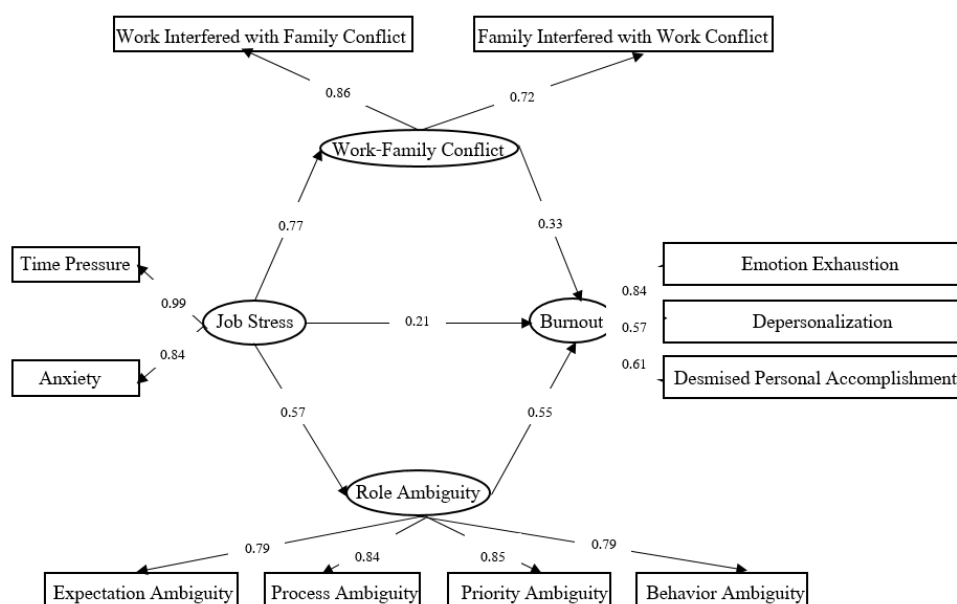 Work Interfered with Family Conflict
Family Interfered with Work Conflict
0.86
0.72
Work-Family Conflict
0.77
0.33
Time Pressure
Emotion Exhaustion
0.99
0.84
Job Stress
0.21
Burnout
0.57
Depersonalization
0.84
0.61
Anxiety
Desmised Personal Accomplishment
0.57
0.55
Role Ambiguity
0.79
0.84
0.85
0.79
Expectation Ambiguity
Process Ambiguity
Priority Ambiguity
Behavior Ambiguity